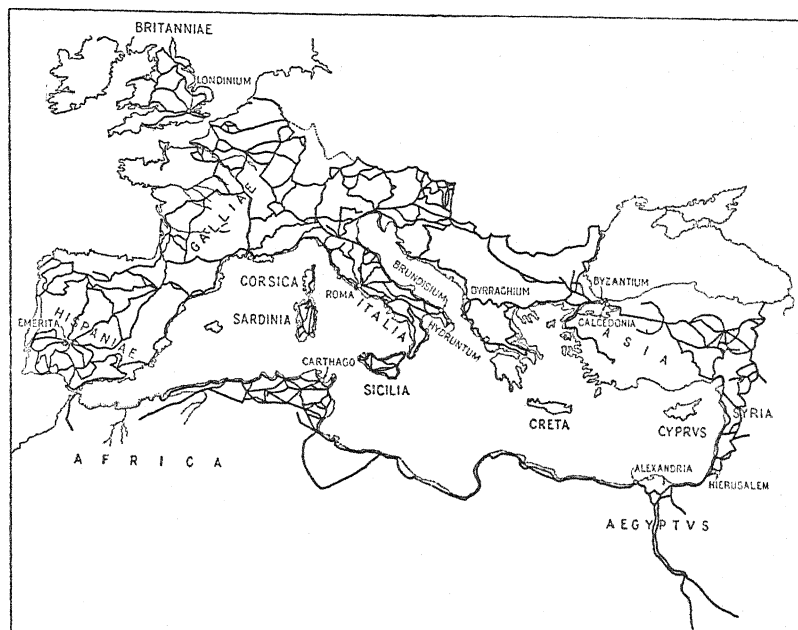 BRITANNIAE
LONDINIUM
GALLIAE
CORSICA
BRUNDISIUM
BYZANTIUM
DYRRAGHIUM
ROMA
ITALIA
SARDINIA
HISPANIAE
EMERITA
CALCEDONIA
HYDRUNTUM
ASIA
CARTHAGO
SICILIA
CRETA
CYPRVS
SYRIA
AFRICA
ALEXANDRIA
HIERUSALEM
AEGYPTVS